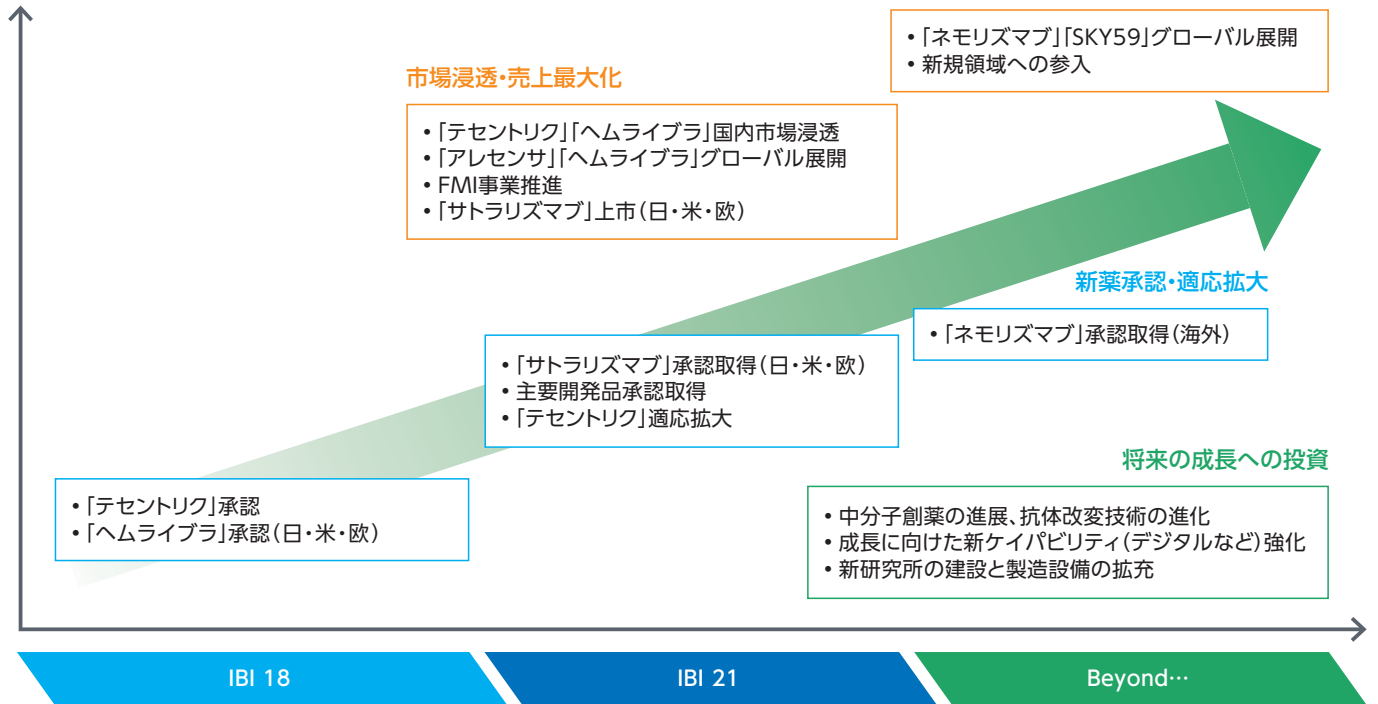 • 「ネモリズマブ」「SKY59」グローバル展開
• 新規領域への参入
市場浸透・売上最大化
• 「テセントリク」「ヘムライブラ」国内市場浸透
• 「アレセンサ」「ヘムライブラ」グローバル展開
• FMI事業推進
• 「サトラリズマブ」上市（日・米・欧）
新薬承認・適応拡大
• 「ネモリズマブ」承認取得（海外）
• 「サトラリズマブ」承認取得（日・米・欧）
• 主要開発品承認取得
• 「テセントリク」適応拡大
• 「テセントリク」承認
• 「ヘムライブラ」承認（日・米・欧）
将来の成長への投資
• 中分子創薬の進展、抗体改変技術の進化
• 成長に向けた新ケイパビリティ（デジタルなど）強化
• 新研究所の建設と製造設備の拡充
IBI 18
IBI 21
Beyond…